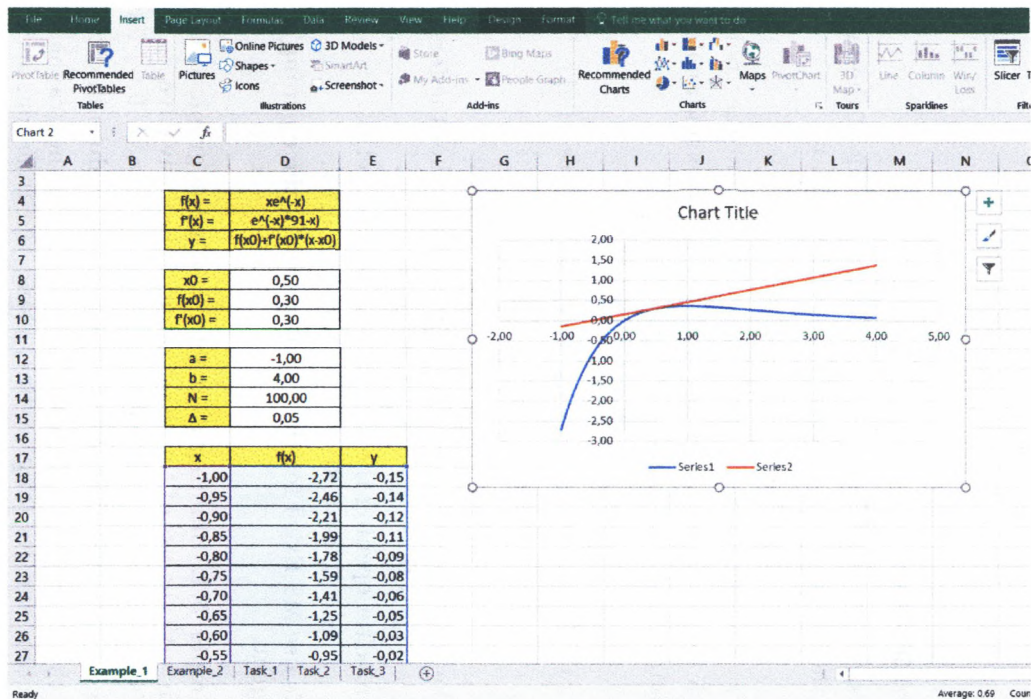 File Home Insert Page Layout Formulas Data Review View Help Design Format Tell me what you want to do
PivotTable Recommended PivotTables Table
Tables
Pictures Online Pictures 3D Models
Shapes SmartArt
Icons Screenshot
Illustrations
Store Bing Maps
My Add-ins People Graph
Add-ins
Recommended Charts Maps PivotChart
Charts
3D Map
Tours
Line Column Win/Loss
Sparklines
Slicer T
Filt
Chart 2 fx
A B C D E F G H I J K L M N
3
4 f(x) = xe^(-x)
5 f'(x) = e^(-x)*91-x)
6 y = f(x0)+f'(x0)*(x-x0)
7
8 x0 = 0,50
9 f(x0) = 0,30
10 f'(x0) = 0,30
11
12 a = -1,00
13 b = 4,00
14 N = 100,00
15 Δ = 0,05
16
17 x f(x) y
18 -1,00 -2,72 -0,15
19 -0,95 -2,46 -0,14
20 -0,90 -2,21 -0,12
21 -0,85 -1,99 -0,11
22 -0,80 -1,78 -0,09
23 -0,75 -1,59 -0,08
24 -0,70 -1,41 -0,06
25 -0,65 -1,25 -0,05
26 -0,60 -1,09 -0,03
27 -0,55 -0,95 -0,02
Chart Title
2,00
1,50
1,00
0,50
0,00
-2,00 -1,00 0,00 1,00 2,00 3,00 4,00 5,00
-0,50
-1,00
-1,50
-2,00
-2,50
-3,00
Series1 Series2
Example_1 Example_2 Task_1 Task_2 Task_3
Ready Average: 0.69 Coun